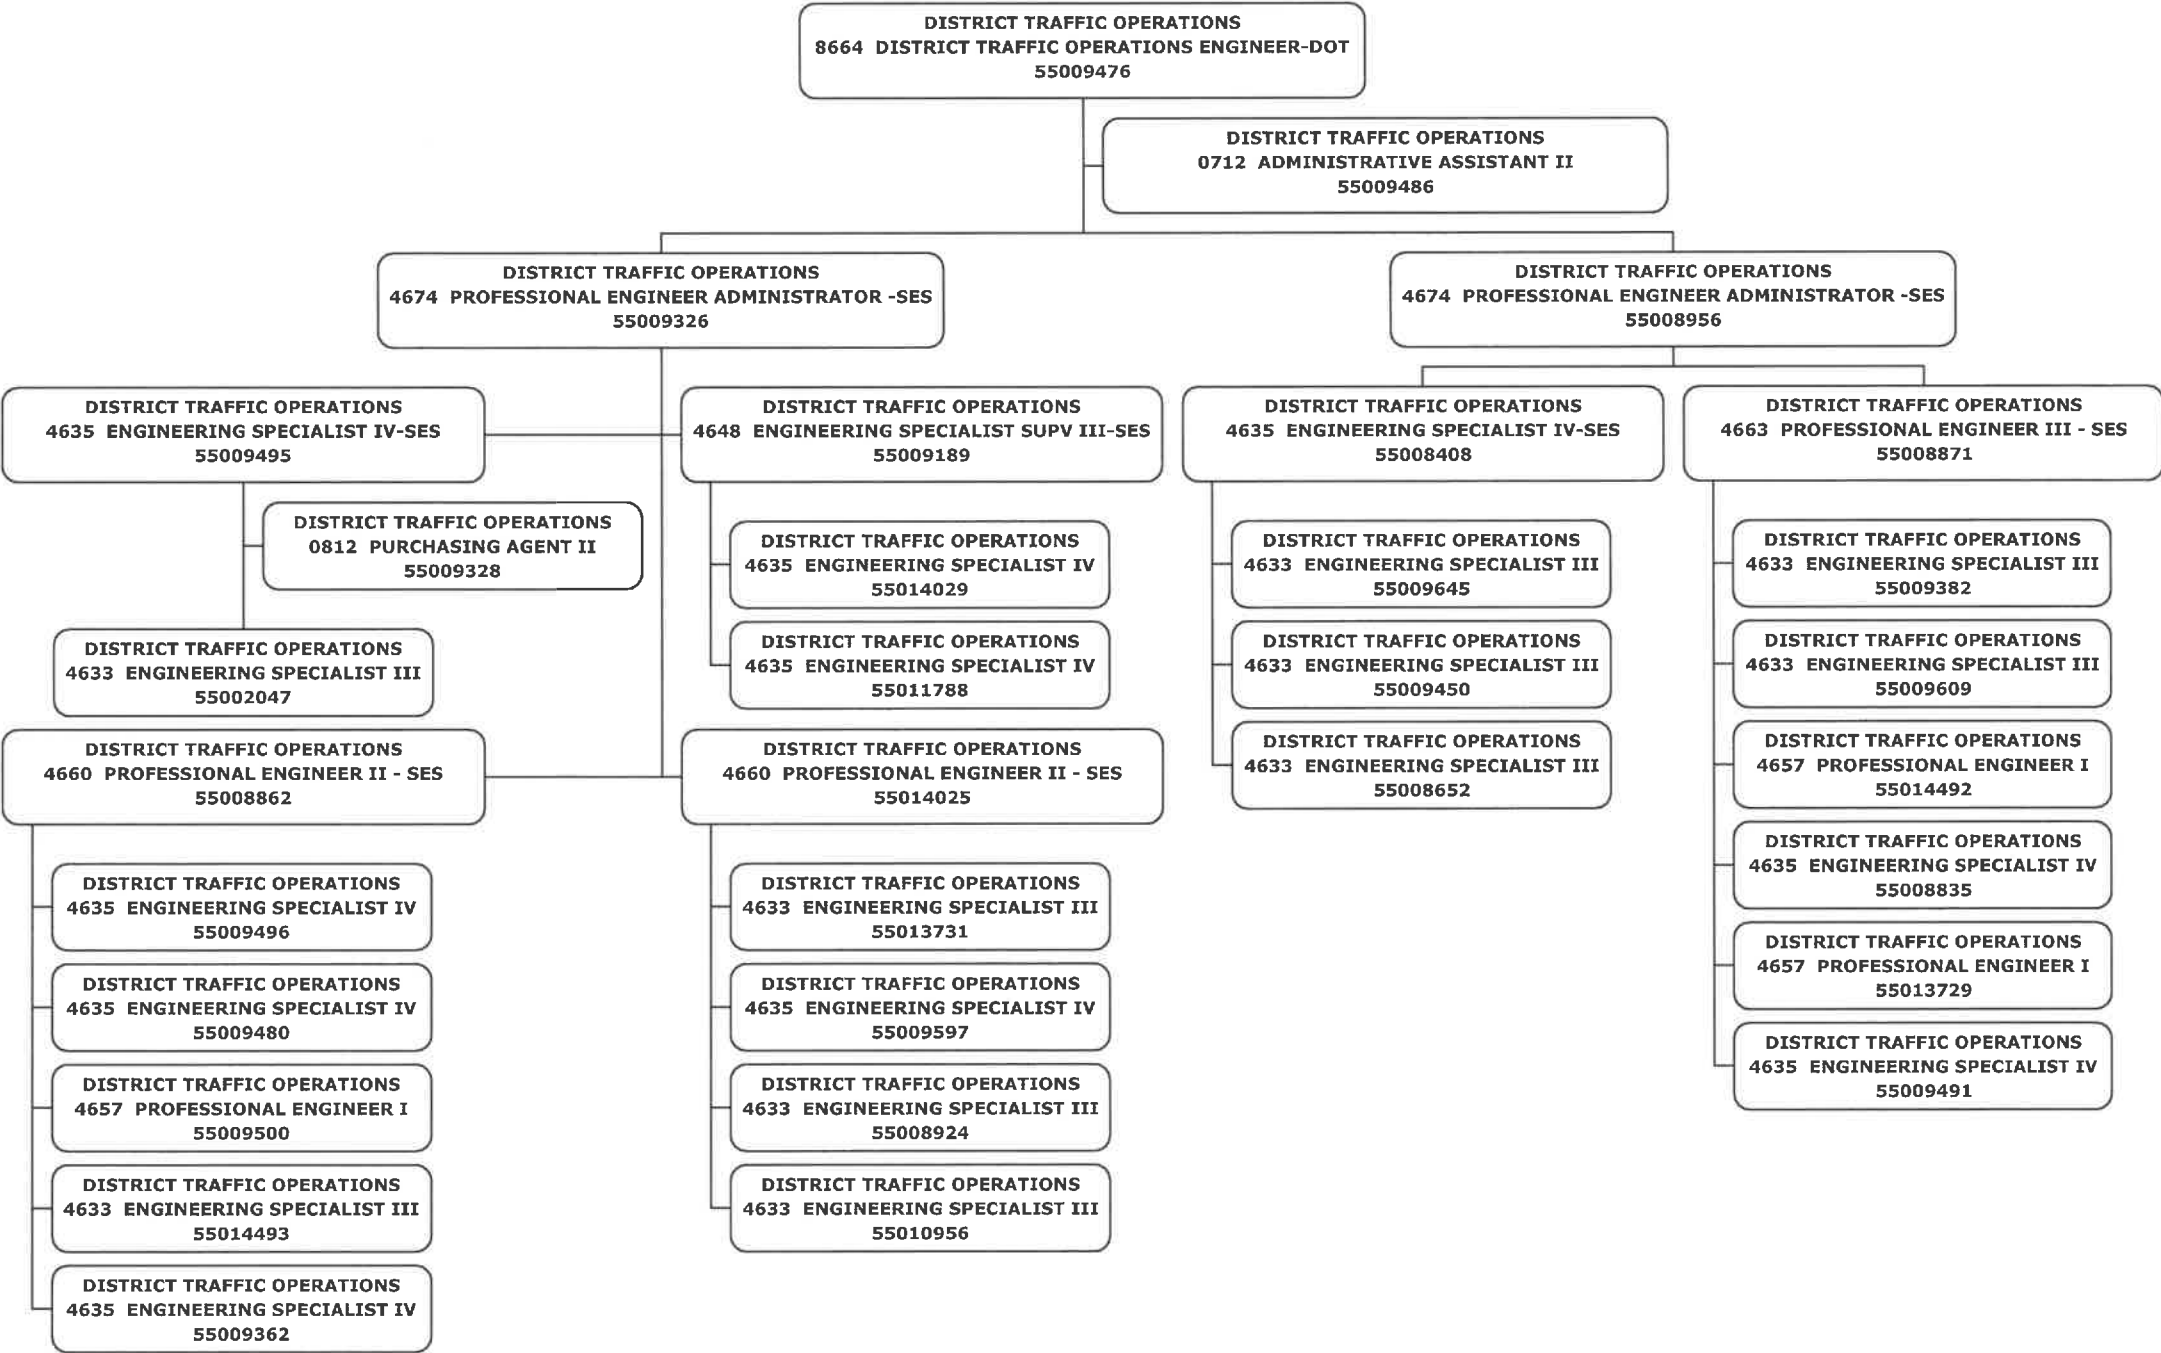 DISTRICT TRAFFIC OPERATIONS
8664 DISTRICT TRAFFIC OPERATIONS ENGINEER-DOT
55009476
DISTRICT TRAFFIC OPERATIONS
0712 ADMINISTRATIVE ASSISTANT II
55009486
DISTRICT TRAFFIC OPERATIONS
4674 PROFESSIONAL ENGINEER ADMINISTRATOR -SES
55009326
DISTRICT TRAFFIC OPERATIONS
4674 PROFESSIONAL ENGINEER ADMINISTRATOR -SES
55008956
DISTRICT TRAFFIC OPERATIONS
4635 ENGINEERING SPECIALIST IV-SES
55009495
DISTRICT TRAFFIC OPERATIONS
0812 PURCHASING AGENT II
55009328
DISTRICT TRAFFIC OPERATIONS
4633 ENGINEERING SPECIALIST III
55002047
DISTRICT TRAFFIC OPERATIONS
4648 ENGINEERING SPECIALIST SUPV III-SES
55009189
DISTRICT TRAFFIC OPERATIONS
4635 ENGINEERING SPECIALIST IV
55014029
DISTRICT TRAFFIC OPERATIONS
4635 ENGINEERING SPECIALIST IV
55011788
DISTRICT TRAFFIC OPERATIONS
4660 PROFESSIONAL ENGINEER II - SES
55008862
DISTRICT TRAFFIC OPERATIONS
4635 ENGINEERING SPECIALIST IV
55009496
DISTRICT TRAFFIC OPERATIONS
4635 ENGINEERING SPECIALIST IV
55009480
DISTRICT TRAFFIC OPERATIONS
4657 PROFESSIONAL ENGINEER I
55009500
DISTRICT TRAFFIC OPERATIONS
4633 ENGINEERING SPECIALIST III
55014493
DISTRICT TRAFFIC OPERATIONS
4635 ENGINEERING SPECIALIST IV
55009362
DISTRICT TRAFFIC OPERATIONS
4660 PROFESSIONAL ENGINEER II - SES
55014025
DISTRICT TRAFFIC OPERATIONS
4633 ENGINEERING SPECIALIST III
55013731
DISTRICT TRAFFIC OPERATIONS
4635 ENGINEERING SPECIALIST IV
55009597
DISTRICT TRAFFIC OPERATIONS
4633 ENGINEERING SPECIALIST III
55008924
DISTRICT TRAFFIC OPERATIONS
4633 ENGINEERING SPECIALIST III
55010956
DISTRICT TRAFFIC OPERATIONS
4635 ENGINEERING SPECIALIST IV-SES
55008408
DISTRICT TRAFFIC OPERATIONS
4633 ENGINEERING SPECIALIST III
55009645
DISTRICT TRAFFIC OPERATIONS
4633 ENGINEERING SPECIALIST III
55009450
DISTRICT TRAFFIC OPERATIONS
4633 ENGINEERING SPECIALIST III
55008652
DISTRICT TRAFFIC OPERATIONS
4663 PROFESSIONAL ENGINEER III - SES
55008871
DISTRICT TRAFFIC OPERATIONS
4633 ENGINEERING SPECIALIST III
55009382
DISTRICT TRAFFIC OPERATIONS
4633 ENGINEERING SPECIALIST III
55009609
DISTRICT TRAFFIC OPERATIONS
4657 PROFESSIONAL ENGINEER I
55014492
DISTRICT TRAFFIC OPERATIONS
4635 ENGINEERING SPECIALIST IV
55008835
DISTRICT TRAFFIC OPERATIONS
4657 PROFESSIONAL ENGINEER I
55013729
DISTRICT TRAFFIC OPERATIONS
4635 ENGINEERING SPECIALIST IV
55009491